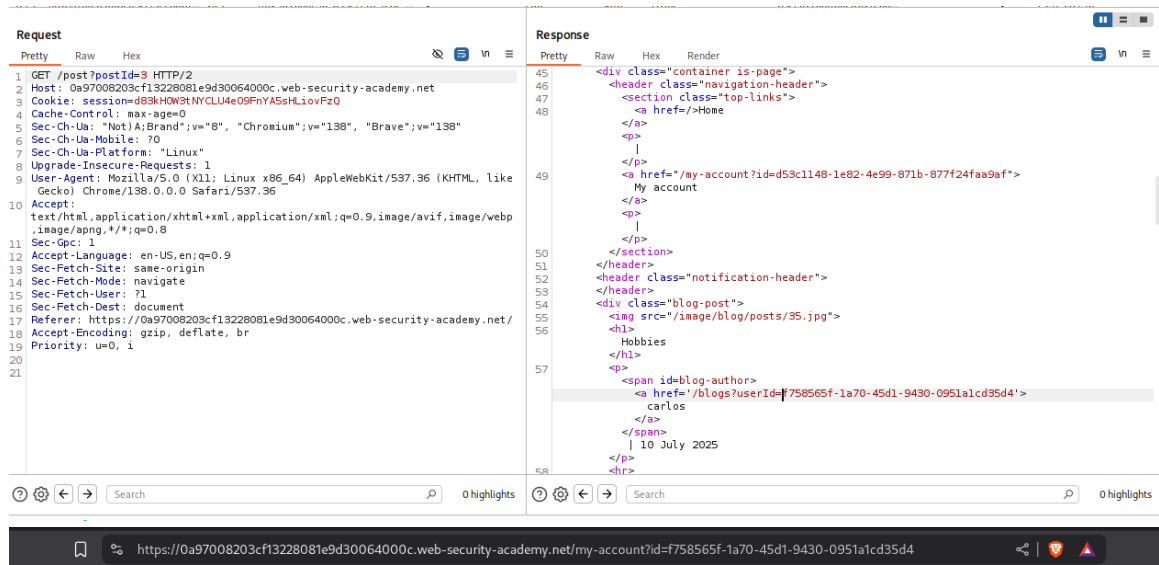 Request
Pretty Raw Hex
\n
1 GET /post?postId=3 HTTP/2
2 Host: 0a97008203cf13228081e9d30064000c.web-security-academy.net
3 Cookie: session=d83kH0W3tNYCLU4e09FnYA5sHLiovFzQ
4 Cache-Control: max-age=0
5 Sec-Ch-Ua: "Not)A;Brand";v="8", "Chromium";v="138", "Brave";v="138"
6 Sec-Ch-Ua-Mobile: ?0
7 Sec-Ch-Ua-Platform: "Linux"
8 Upgrade-Insecure-Requests: 1
9 User-Agent: Mozilla/5.0 (X11; Linux x86_64) AppleWebKit/537.36 (KHTML, like
Gecko) Chrome/138.0.0.0 Safari/537.36
10 Accept:
text/html,application/xhtml+xml,application/xml;q=0.9,image/avif,image/webp
,image/apng,*/*;q=0.8
11 Sec-Gpc: 1
12 Accept-Language: en-US,en;q=0.9
13 Sec-Fetch-Site: same-origin
14 Sec-Fetch-Mode: navigate
15 Sec-Fetch-User: ?1
16 Sec-Fetch-Dest: document
17 Referer: https://0a97008203cf13228081e9d30064000c.web-security-academy.net/
18 Accept-Encoding: gzip, deflate, br
19 Priority: u=0, i
20
21
Search
0 highlights
Response
Pretty Raw Hex Render
\n
45 <div class="container is-page">
46 <header class="navigation-header">
47 <section class="top-links">
48 <a href=/>Home
</a>
<p>
|
</p>
49 <a href="/my-account?id=d53c1148-1e82-4e99-871b-877f24faa9af">
My account
</a>
<p>
|
</p>
50 </section>
51 </header>
52 <header class="notification-header">
53 </header>
54 <div class="blog-post">
55 <img src="/image/blog/posts/35.jpg">
56 <h1>
Hobbies
</h1>
57 <p>
<span id=blog-author>
<a href='/blogs?userId=f758565f-1a70-45d1-9430-0951a1cd35d4'>
carlos
</a>
</span>
| 10 July 2025
</p>
58 <hr>
Search
0 highlights
https://0a97008203cf13228081e9d30064000c.web-security-academy.net/my-account?id=f758565f-1a70-45d1-9430-0951a1cd35d4